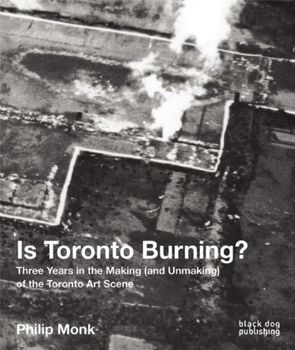 Is Toronto Burning?
Three Years in the Making (and Unmaking)
of the Toronto Art Scene
Philip Monk
black dog
publishing